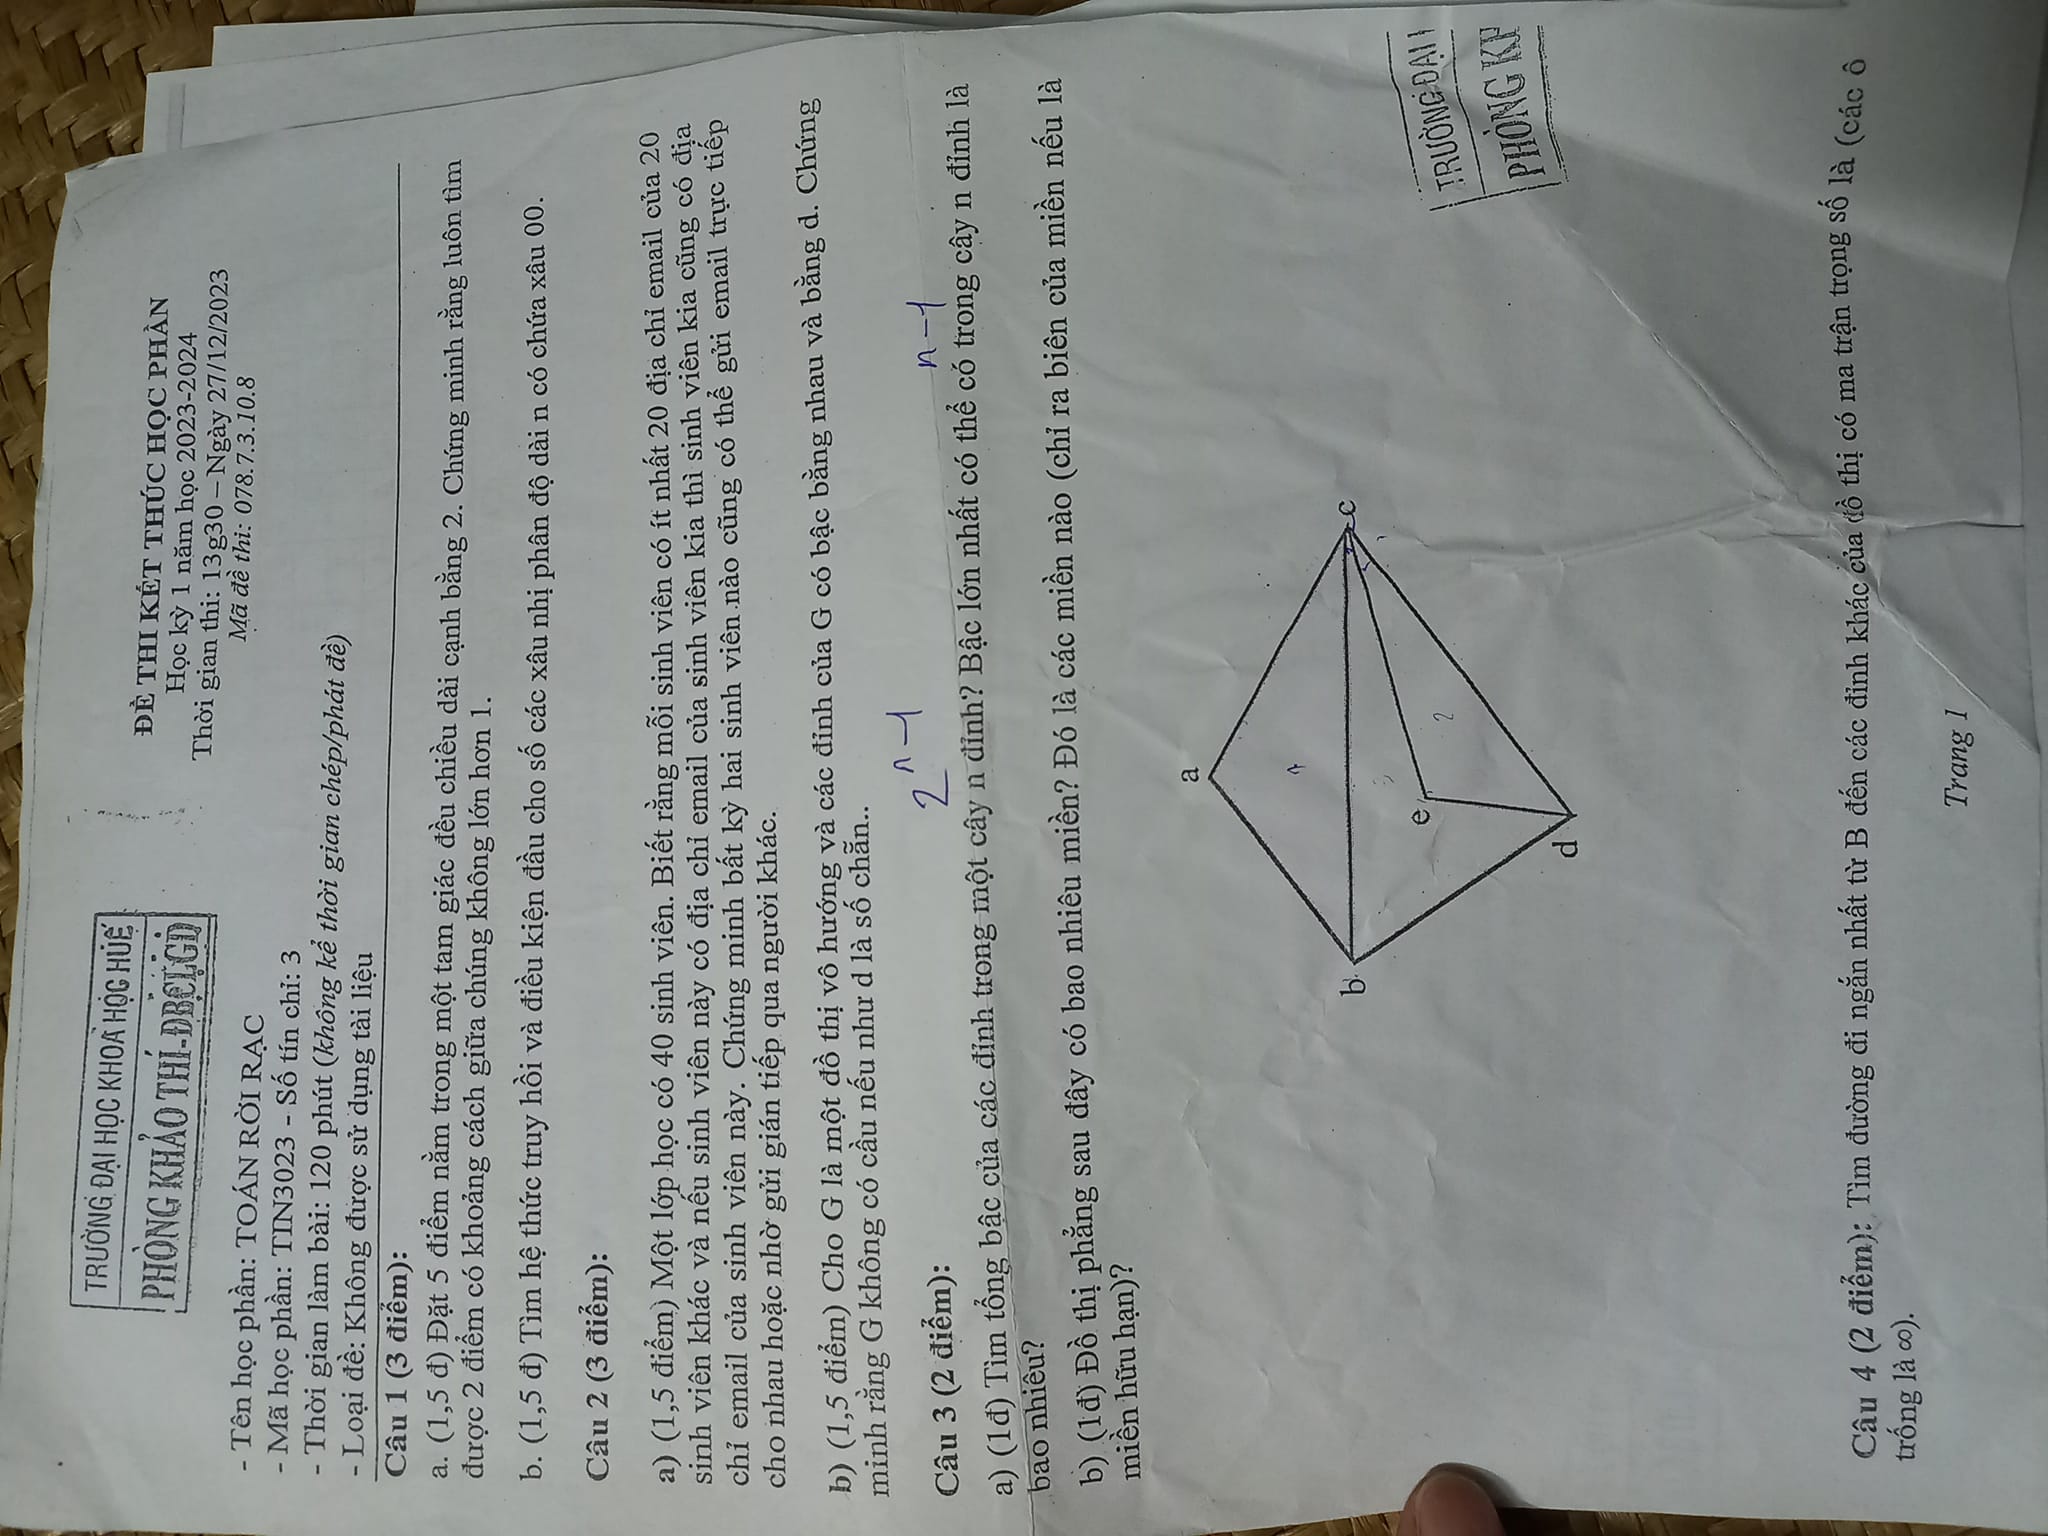 TRƯỜNG ĐẠI HỌC KHOA HỌC HUẾ
PHÒNG KHẢO THÍ-ĐBCLGD
ĐỀ THI KẾT THÚC HỌC PHẦN
Học kỳ 1 năm học 2023-2024
Thời gian thi: 13g30 – Ngày 27/12/2023
Mã đề thi: 078.7.3.10.8
- Tên học phần: TOÁN RỜI RẠC
- Mã học phần: TIN3023 - Số tín chỉ: 3
- Thời gian làm bài: 120 phút (không kể thời gian chép/phát đề)
- Loại đề: Không được sử dụng tài liệu
Câu 1 (3 điểm):
a. (1,5 đ) Đặt 5 điểm nằm trong một tam giác đều chiều dài cạnh bằng 2. Chứng minh rằng luôn tìm
được 2 điểm có khoảng cách giữa chúng không lớn hơn 1.
b. (1,5 đ) Tìm hệ thức truy hồi và điều kiện đầu cho số các xâu nhị phân độ dài n có chứa xâu 00.
Câu 2 (3 điểm):
a) (1,5 điểm) Một lớp học có 40 sinh viên. Biết rằng mỗi sinh viên có ít nhất 20 địa chỉ email của 20
sinh viên khác và nếu sinh viên này có địa chỉ email của sinh viên kia thì sinh viên kia cũng có địa
chỉ email của sinh viên này. Chứng minh bất kỳ hai sinh viên nào cũng có thể gửi email trực tiếp
cho nhau hoặc nhờ gửi gián tiếp qua người khác.
b) (1,5 điểm) Cho G là một đồ thị vô hướng và các đỉnh của G có bậc bằng nhau và bằng d. Chứng
minh rằng G không có cầu nếu như d là số chẵn..
2^n-1
n-1
Câu 3 (2 điểm):
a) (1đ) Tìm tổng bậc của các đỉnh trong một cây n đỉnh? Bậc lớn nhất có thể có trong cây n đỉnh là
bao nhiêu?
b) (1đ) Đồ thị phẳng sau đây có bao nhiêu miền? Đó là các miền nào (chỉ ra biên của miền nếu là
miền hữu hạn)?
a
b
c
e
2
d
TRƯỜNG ĐẠI H
PHÒNG KH
Câu 4 (2 điểm): Tìm đường đi ngắn nhất từ B đến các đỉnh khác của đồ thị có ma trận trọng số là (các ô
trống là ∞).
Trang 1